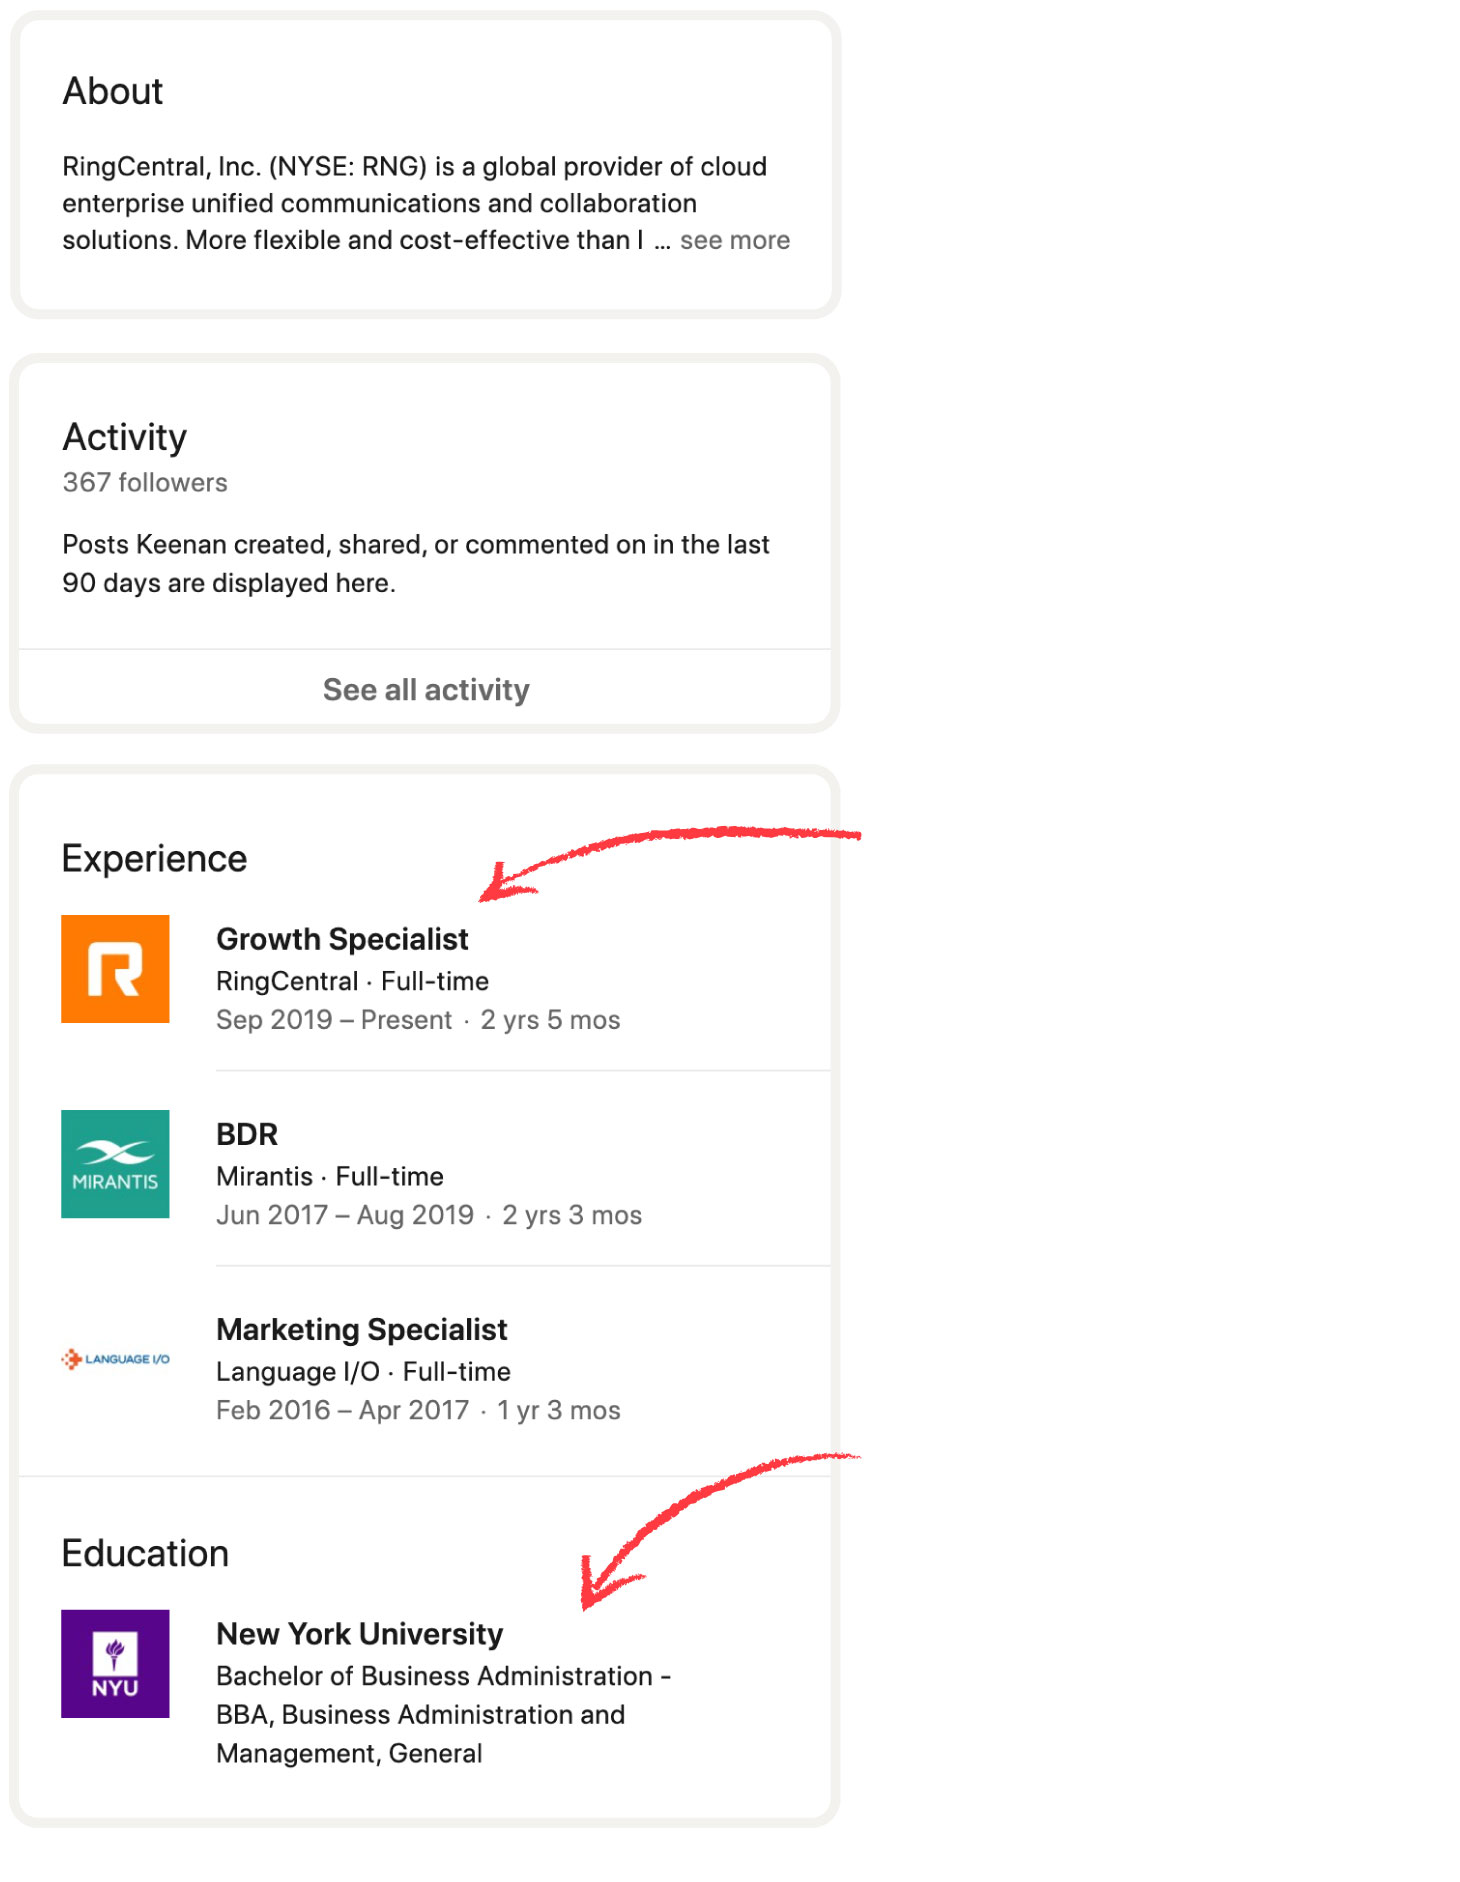 About
RingCentral, Inc. (NYSE: RNG) is a global provider of cloud
enterprise unified communications and collaboration
solutions. More flexible and cost-effective than l ... see more
Activity
367 followers
Posts Keenan created, shared, or commented on in the last
90 days are displayed here.
See all activity
Experience
R
Growth Specialist
RingCentral · Full-time
Sep 2019 – Present · 2 yrs 5 mos
MIRANTIS
BDR
Mirantis · Full-time
Jun 2017 – Aug 2019 · 2 yrs 3 mos
LANGUAGE I/O
Marketing Specialist
Language I/O · Full-time
Feb 2016 – Apr 2017 · 1 yr 3 mos
Education
NYU
New York University
Bachelor of Business Administration -
BBA, Business Administration and
Management, General